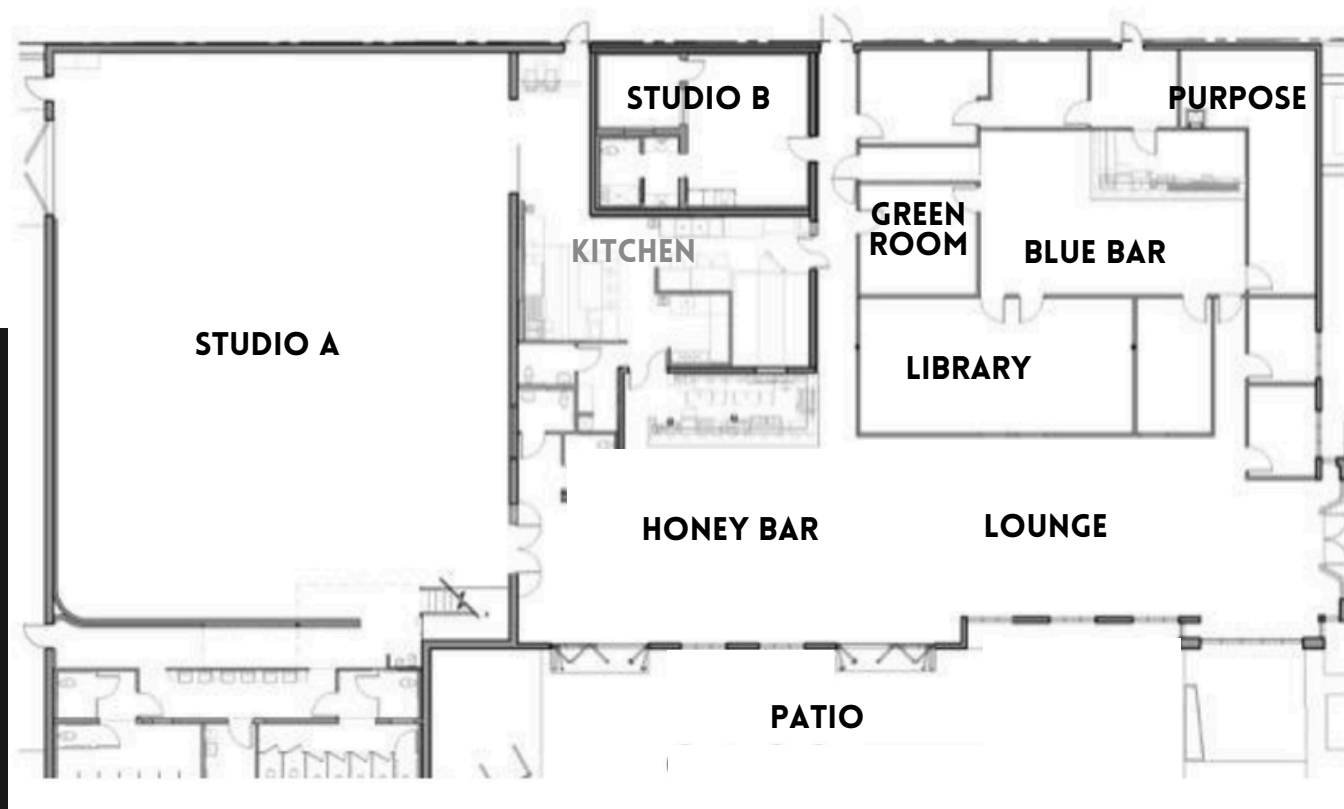 STUDIO B
PURPOSE
GREEN
ROOM
KITCHEN
BLUE BAR
STUDIO A
LIBRARY
HONEY BAR
LOUNGE
PATIO